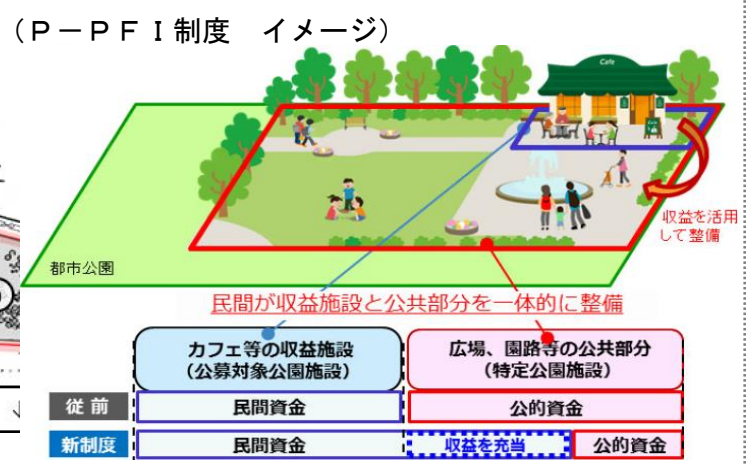 (P－PFI制度　イメージ)
Cafe
収益を活用
して整備
都市公園
民間が収益施設と公共部分を一体的に整備
カフェ等の収益施設
(公募対象公園施設)
広場、園路等の公共部分
(特定公園施設)
従前
民間資金
公的資金
新制度
民間資金
収益を充当
公的資金